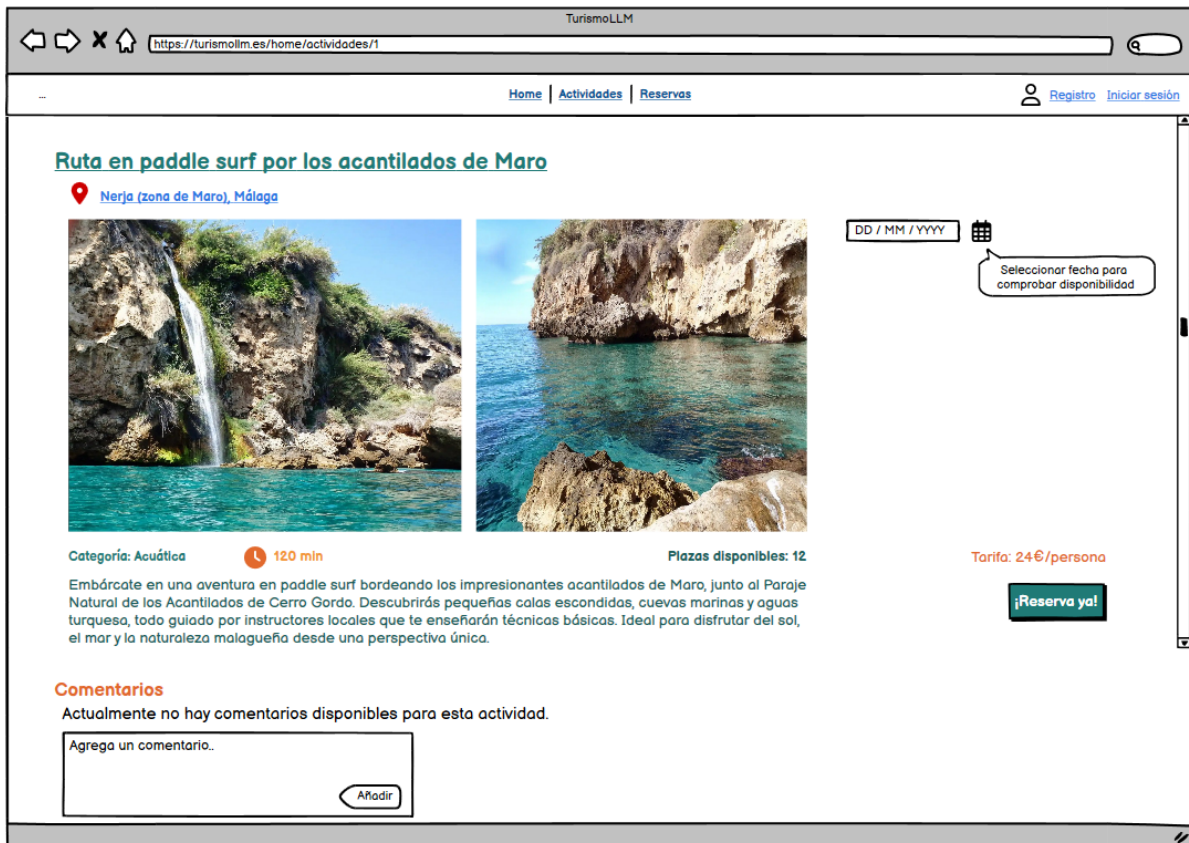 TurismoLLM
https://turismollm.es/home/actividades/1
...
Home | Actividades | Reservas
Registro Iniciar sesión
Ruta en paddle surf por los acantilados de Maro
Nerja (zona de Maro), Málaga
DD / MM / YYYY
Seleccionar fecha para
comprobar disponibilidad
Categoría: Acuática
120 min
Plazas disponibles: 12
Tarifa: 24€/persona
Embárcate en una aventura en paddle surf bordeando los impresionantes acantilados de Maro, junto al Paraje
Natural de los Acantilados de Cerro Gordo. Descubrirás pequeñas calas escondidas, cuevas marinas y aguas
turquesa, todo guiado por instructores locales que te enseñarán técnicas básicas. Ideal para disfrutar del sol,
el mar y la naturaleza malagueña desde una perspectiva única.
¡Reserva ya!
Comentarios
Actualmente no hay comentarios disponibles para esta actividad.
Agrega un comentario..
Añadir